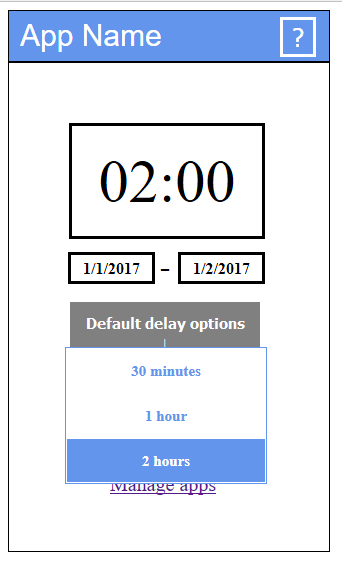 App Name ?
02:00
1/1/2017 – 1/2/2017
Default delay options
30 minutes
1 hour
2 hours
Manage apps